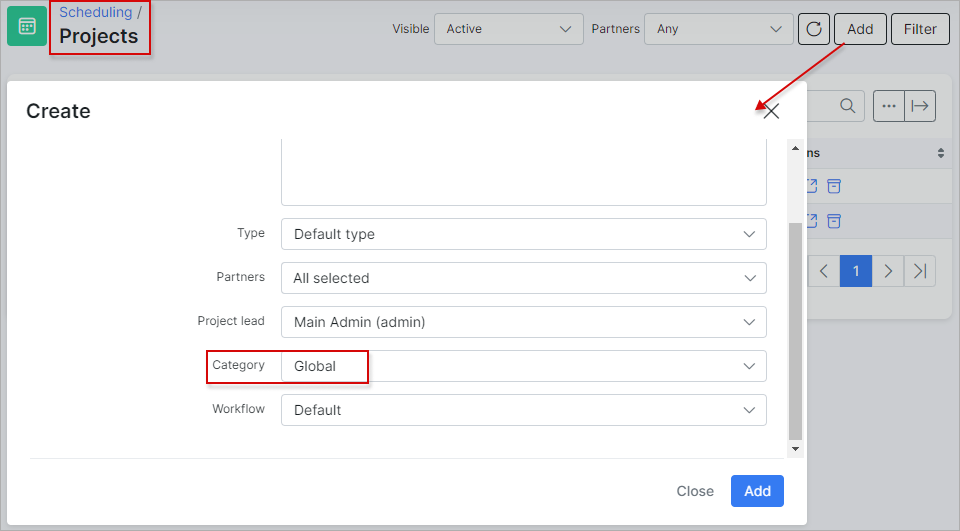 Scheduling /
Projects
Visible Active Partners Any Add Filter
Create
ns
Type Default type
Partners All selected
1
Project lead Main Admin (admin)
Category Global
Workflow Default
Close Add